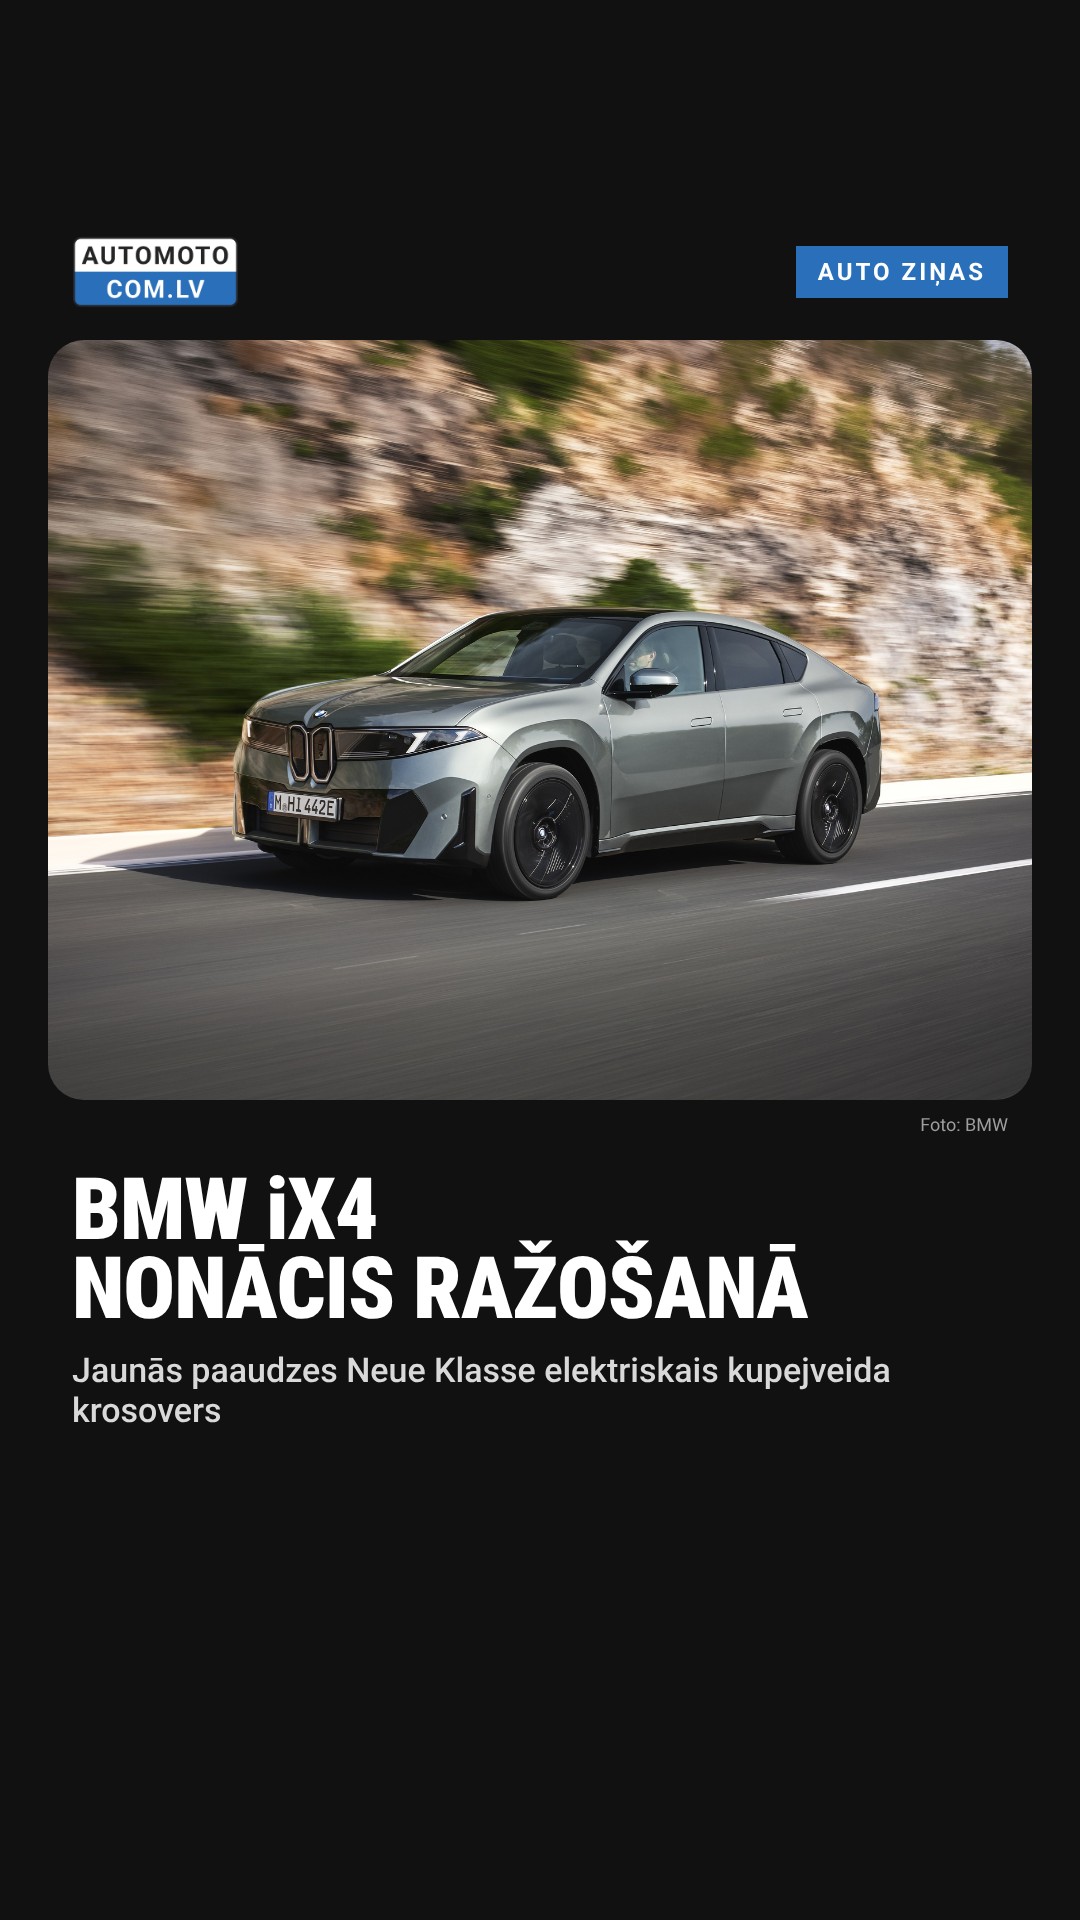 AUTOMOTO
COM.LV
AUTO ZIŅAS
M HI 442E
Foto: BMW
BMW iX4
NONĀCIS RAŽOŠANĀ
Jaunās paaudzes Neue Klasse elektriskais kupejveida
krosovers